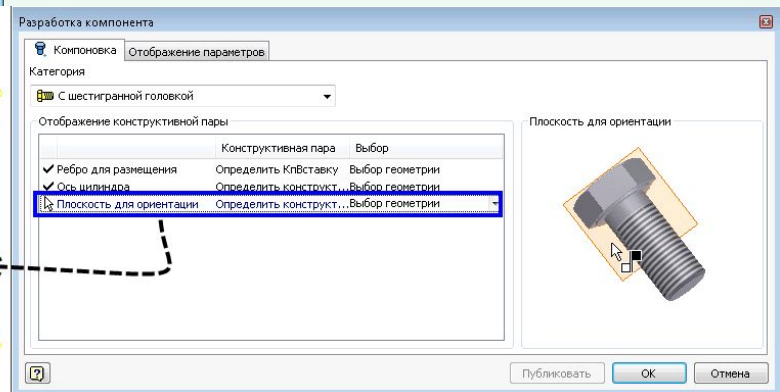 Разработка компонента
Компоновка Отображение параметров
Категория
С шестигранной головкой
Отображение конструктивной пары Плоскость для ориентации
Конструктивная пара Выбор
Ребро для размещения Определить КпВставку Выбор геометрии
Ось цилиндра Определить конструкт... Выбор геометрии
Плоскость для ориентации Определить конструкт... Выбор геометрии
? Публиковать ОК Отмена